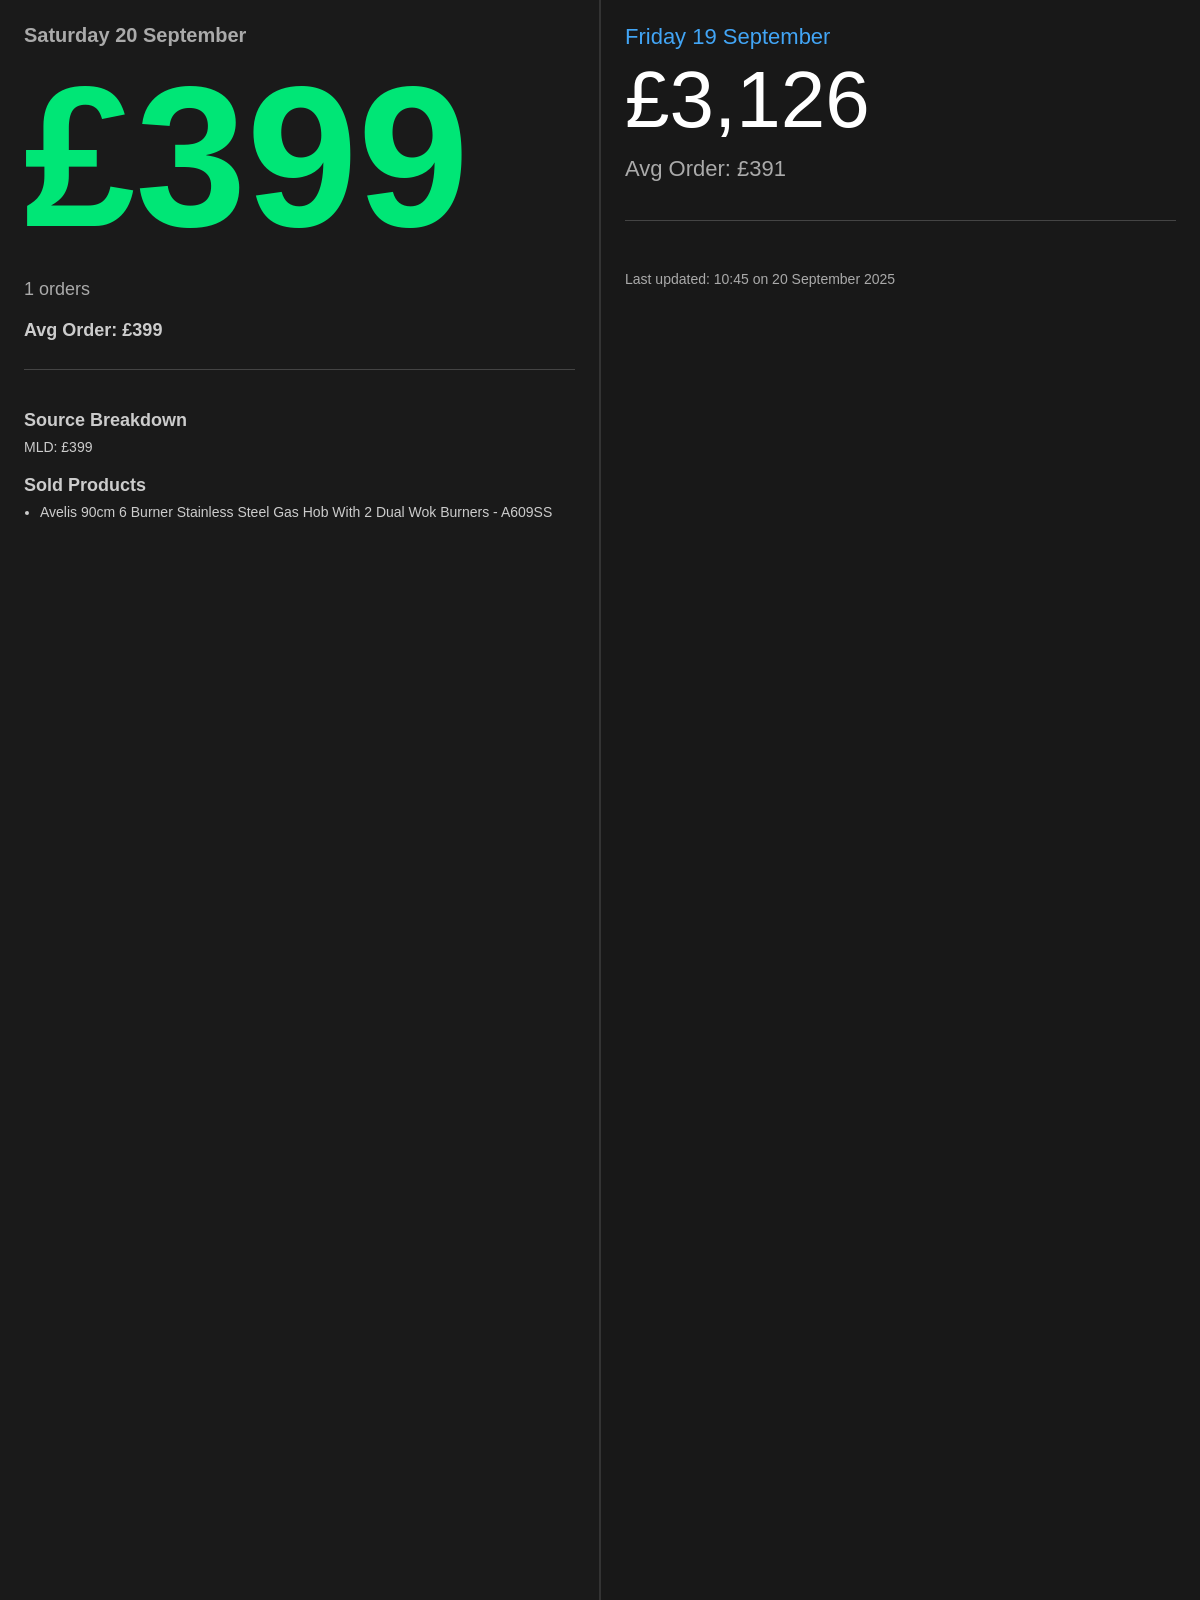 Saturday 20 September
£399
1 orders
Avg Order: £399
Source Breakdown
MLD: £399
Sold Products
• Avelis 90cm 6 Burner Stainless Steel Gas Hob With 2 Dual Wok Burners - A609SS
Friday 19 September
£3,126
Avg Order: £391
Last updated: 10:45 on 20 September 2025